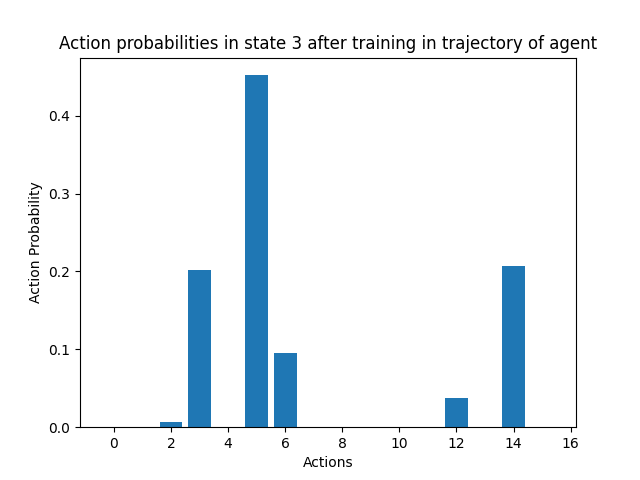 Action probabilities in state 3 after training in trajectory of agent
0.4
0.3
0.2
0.1
0.0
Action Probability
0 2 4 6 8 10 12 14 16
Actions